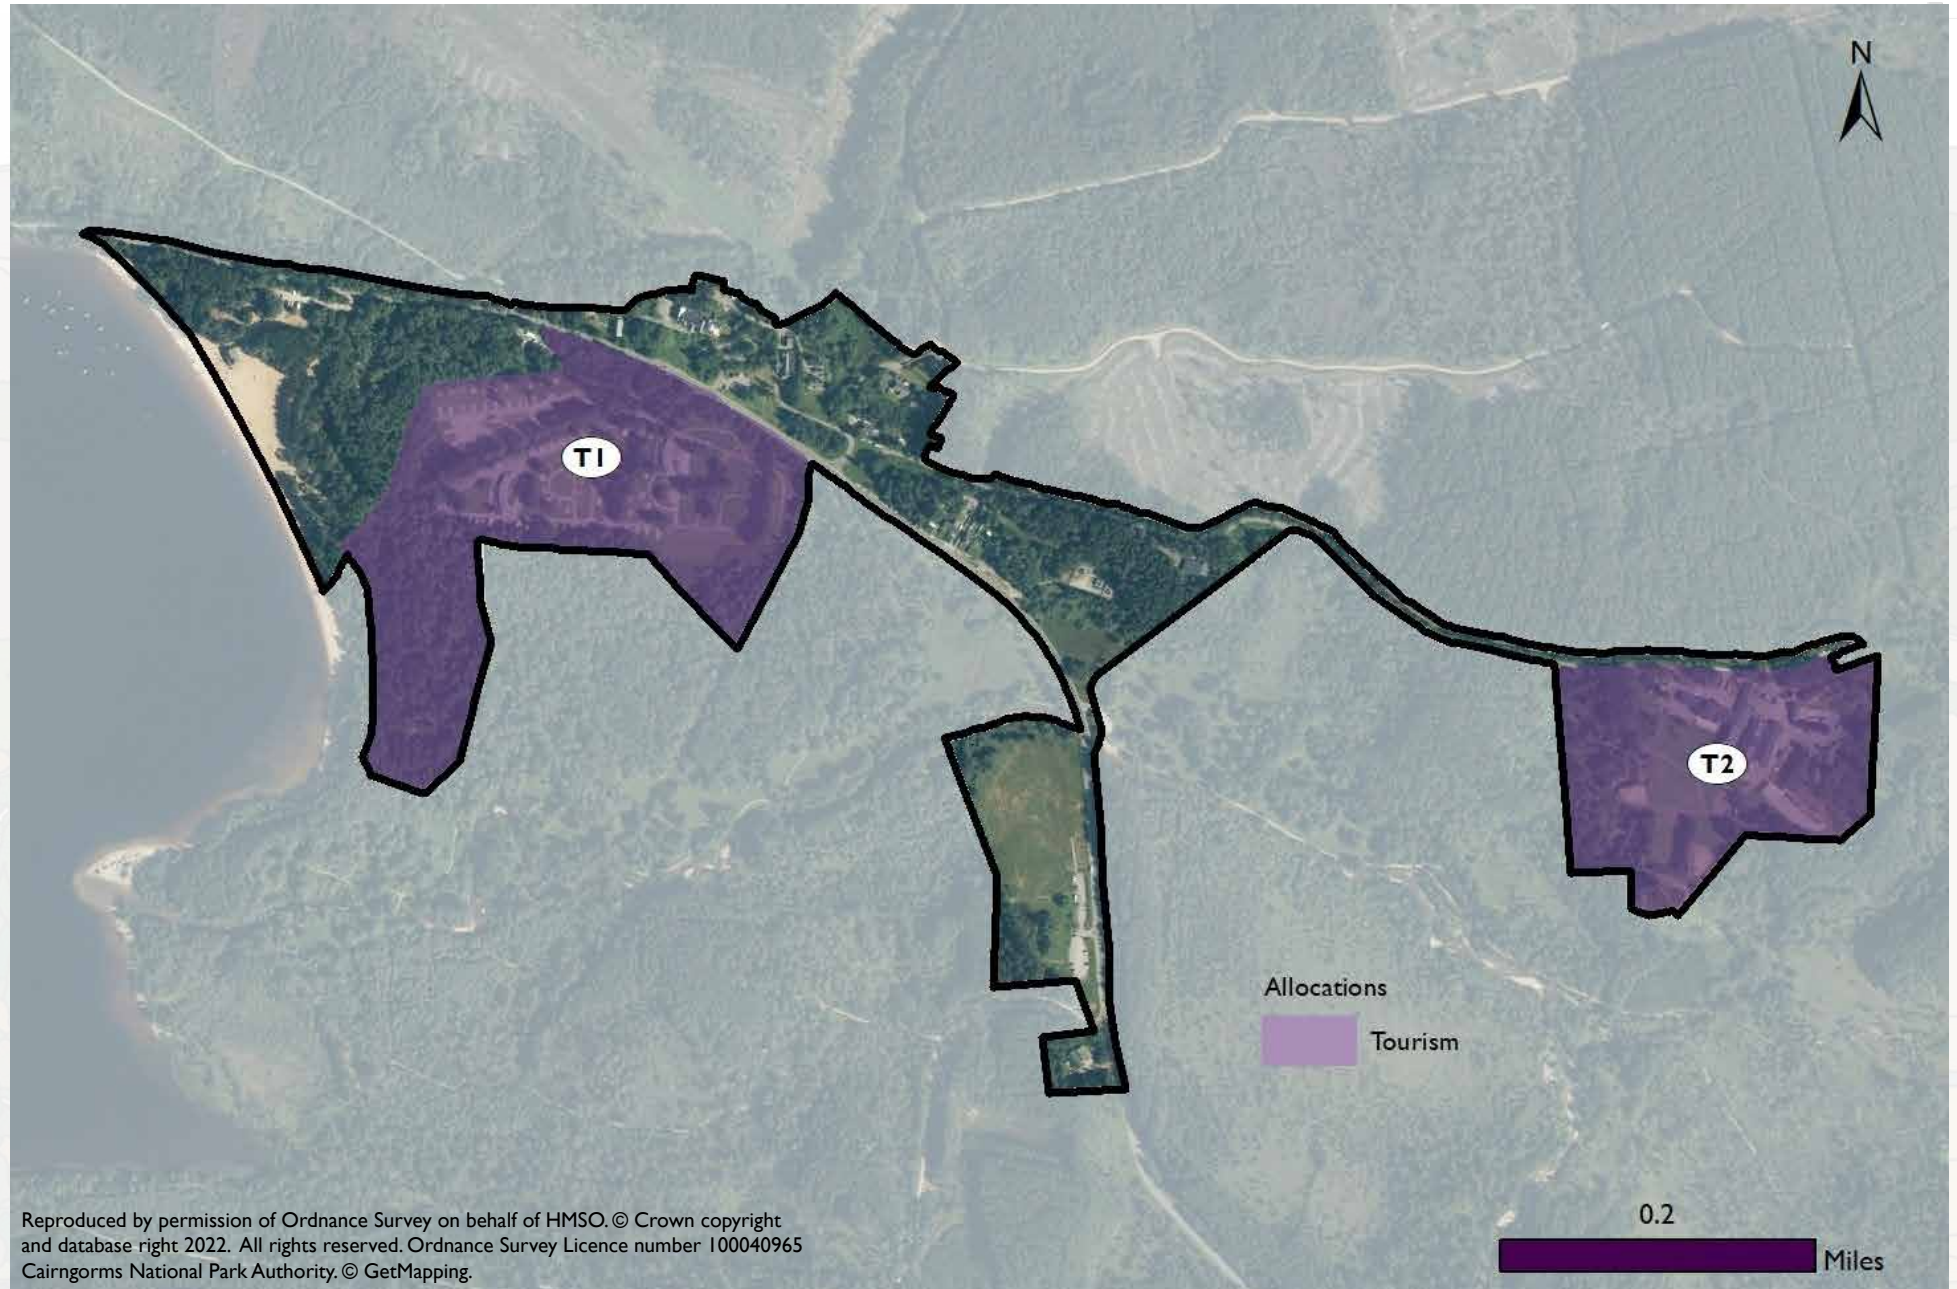 N
T1
T2
Allocations
Tourism
0.2
Miles
Reproduced by permission of Ordnance Survey on behalf of HMSO. © Crown copyright
and database right 2022. All rights reserved. Ordnance Survey Licence number 100040965
Cairngorms National Park Authority. © GetMapping.